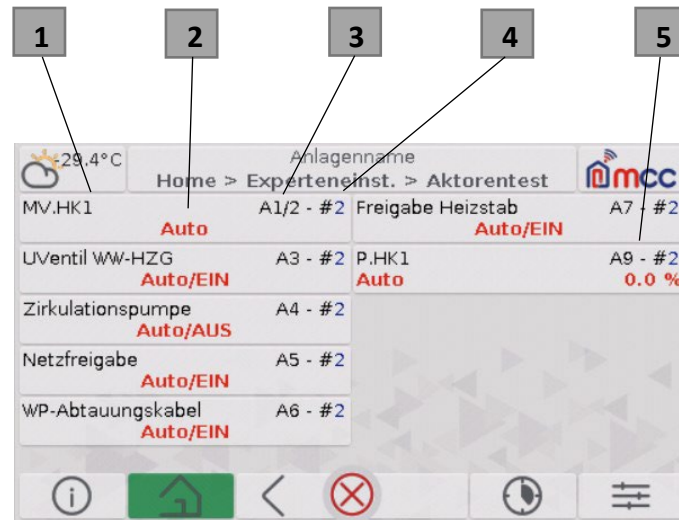 1 2 3 4 5
-29.4°C
Anlagenname
Home > Experteneinst. > Aktorentest
mcc
MV.HK1 A1/2 - #2
Auto
Freigabe Heizstab A7 - #2
Auto/EIN
UVentil WW-HZG A3 - #2
Auto/EIN
P.HK1 A9 - #2
Auto 0.0 %
Zirkulationspumpe A4 - #2
Auto/AUS
Netzfreigabe A5 - #2
Auto/EIN
WP-Abtauungskabel A6 - #2
Auto/EIN